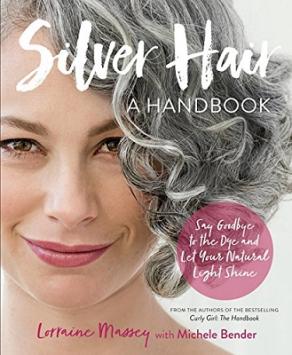 Silver Hair
A HANDBOOK
Say Goodbye
to the Dye and
Let Your Natural
Light Shine
FROM THE AUTHORS OF THE BESTSELLING
Curly Girl: The Handbook
Lorraine Massey with Michele Bender